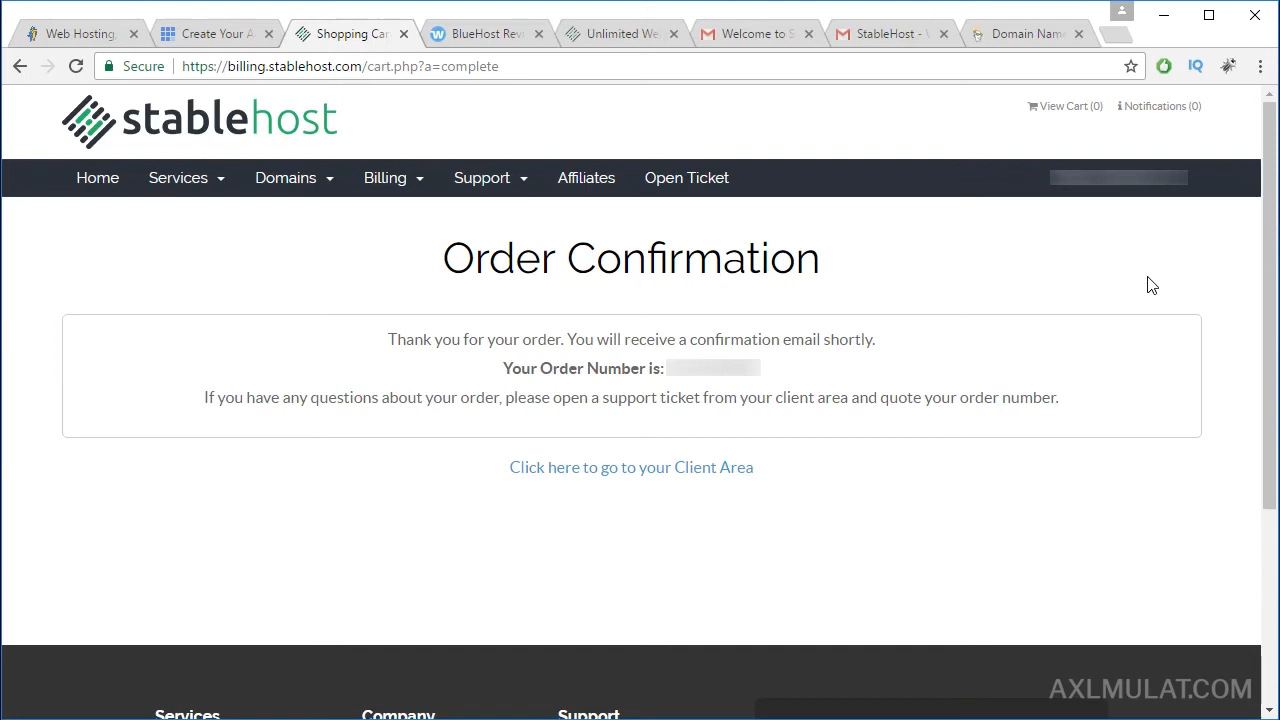 Web Hosting,
Create Your A
Shopping Car
BlueHost Rev
Unlimited We
Welcome to S
StableHost -
Domain Name
Secure
https://billing.stablehost.com/cart.php?a=complete
IQ
stablehost
View Cart (0)
Notifications (0)
Home
Services
Domains
Billing
Support
Affiliates
Open Ticket
Order Confirmation
Thank you for your order. You will receive a confirmation email shortly.
Your Order Number is:
If you have any questions about your order, please open a support ticket from your client area and quote your order number.
Click here to go to your Client Area
AXLMULAT.COM
Services
Company
Support